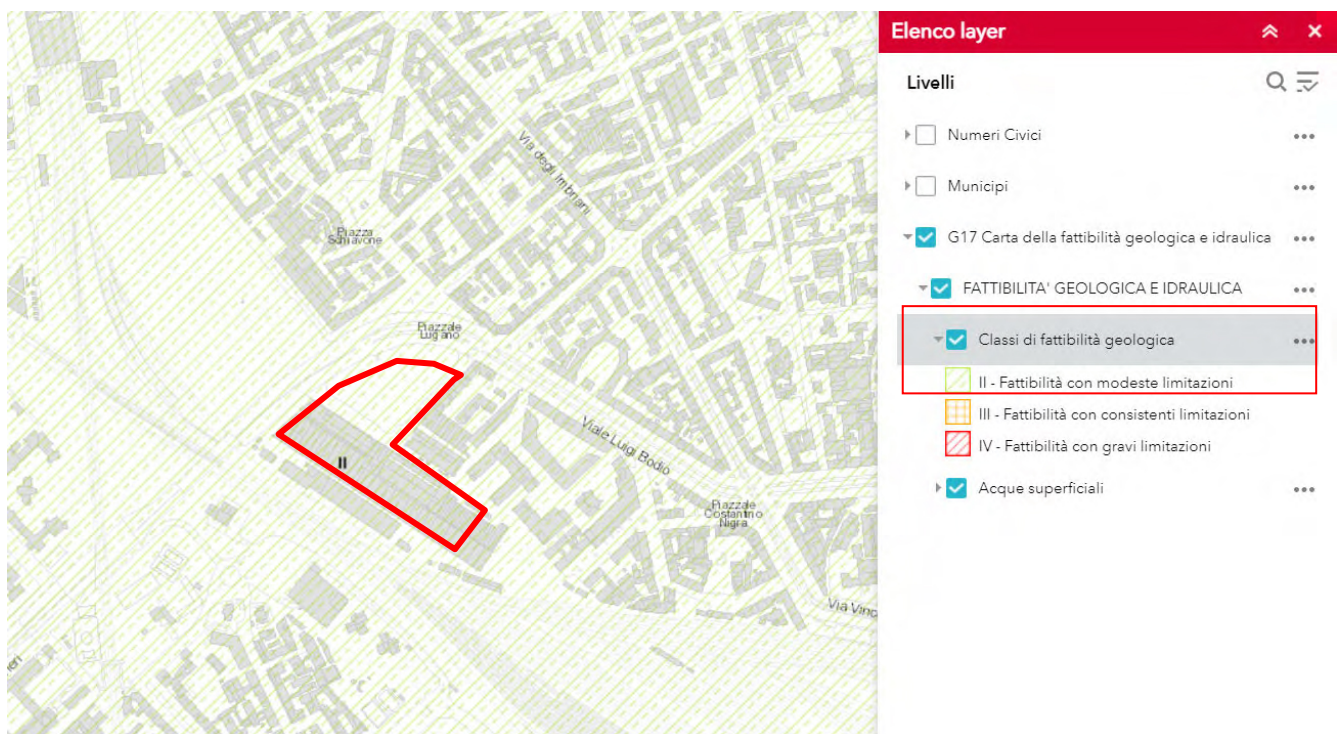 Via degli Imbriani
Piazza
Schiavone
Piazzale
Lugano
Viale Luigi Bodio
II
Piazzale
Costantino
Nigra
Via Vinc
eri
Elenco layer
Livelli
Numeri Civici
Municipi
G17 Carta della fattibilità geologica e idraulica
FATTIBILITA' GEOLOGICA E IDRAULICA
Classi di fattibilità geologica
II - Fattibilità con modeste limitazioni
III - Fattibilità con consistenti limitazioni
IV - Fattibilità con gravi limitazioni
Acque superficiali